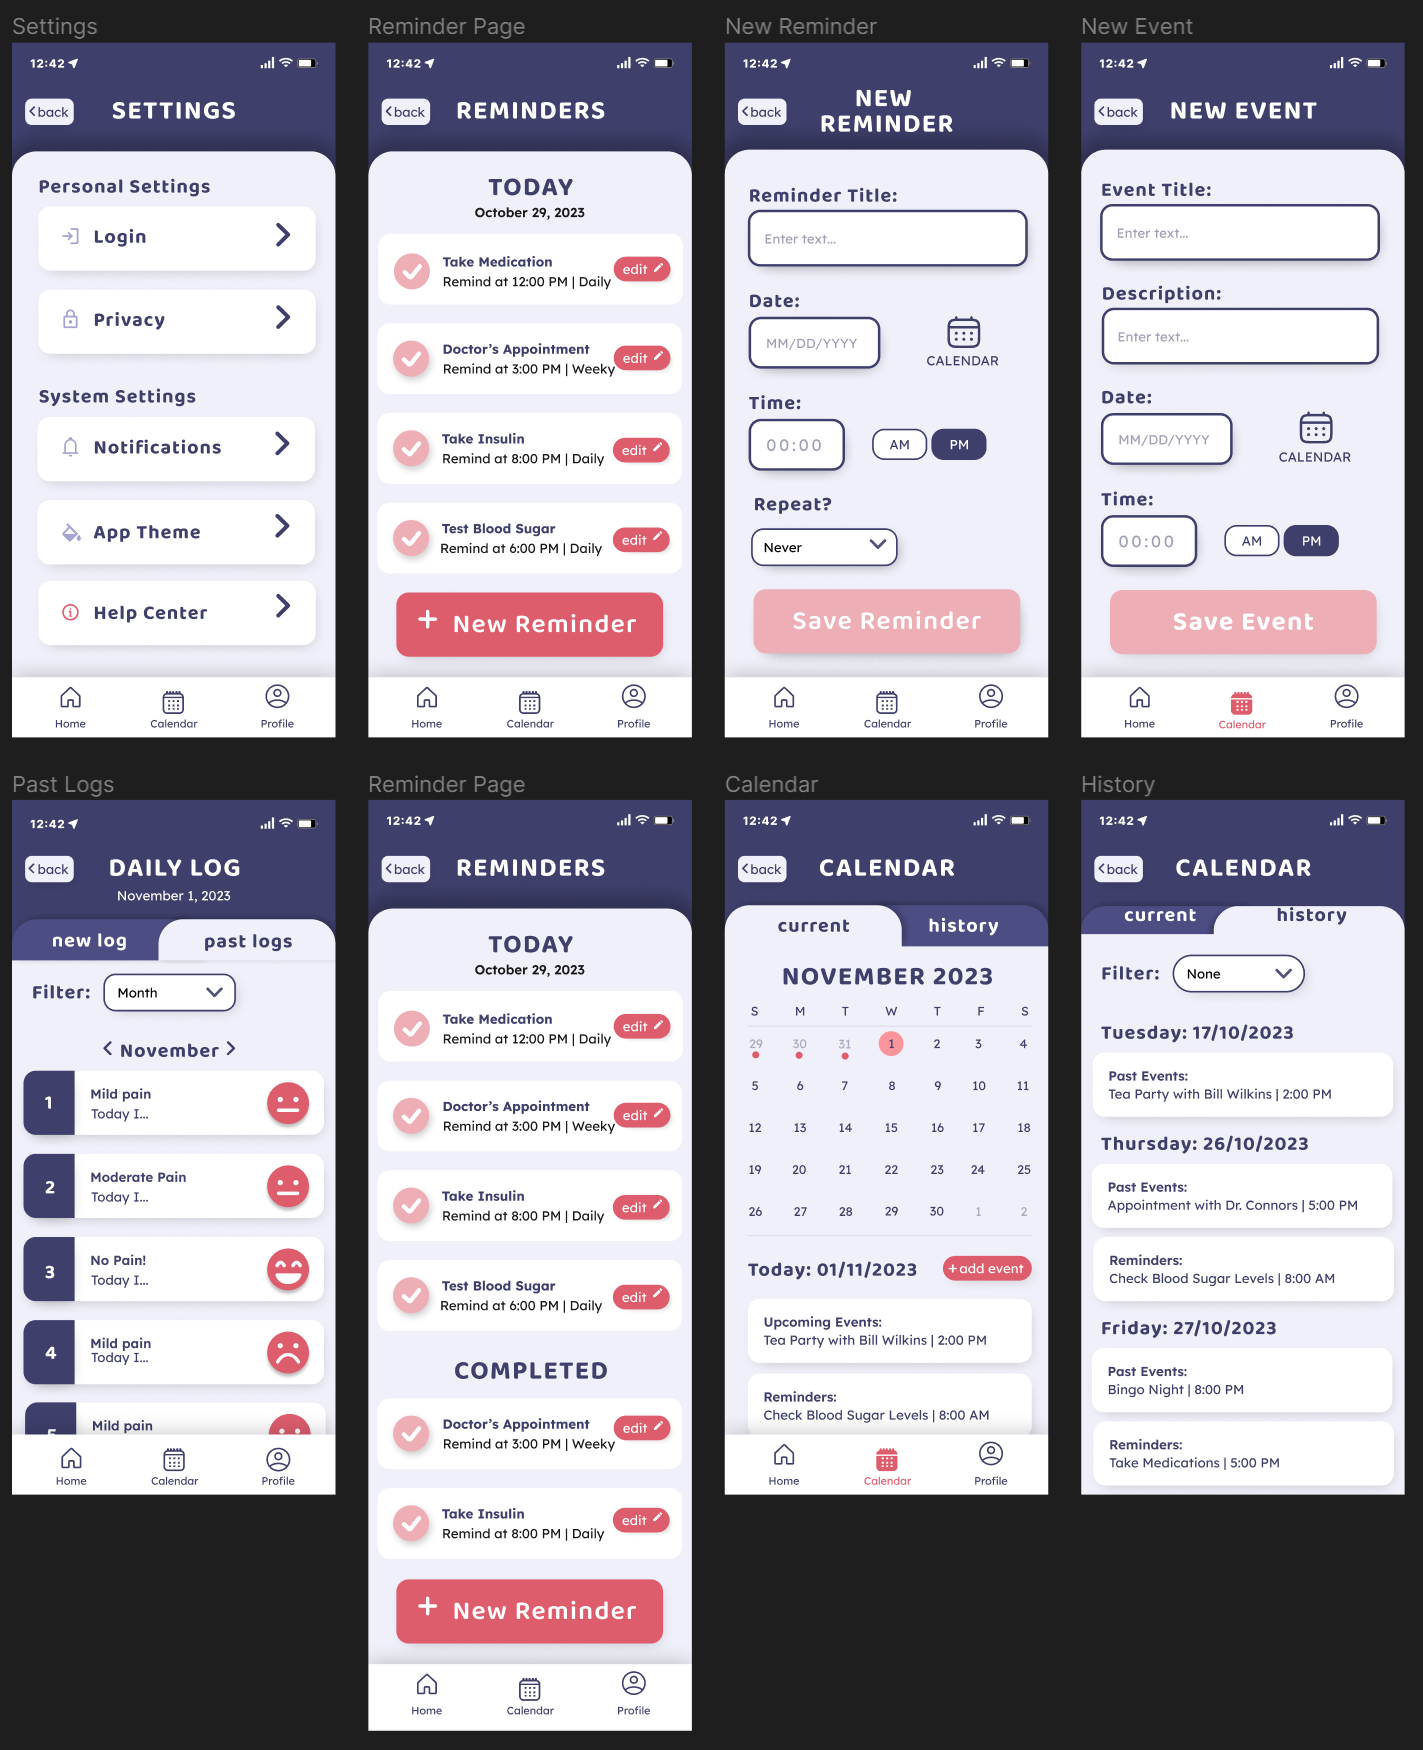 Settings
12:42
back
SETTINGS
Personal Settings
Login
Privacy
System Settings
Notifications
App Theme
Help Center
Home
Calendar
Profile
Reminder Page
12:42
back
REMINDERS
TODAY
October 29, 2023
Take Medication
Remind at 12:00 PM | Daily
edit
Doctor's Appointment
Remind at 3:00 PM | Weeky
edit
Take Insulin
Remind at 8:00 PM | Daily
edit
Test Blood Sugar
Remind at 6:00 PM | Daily
edit
+ New Reminder
Home
Calendar
Profile
New Reminder
12:42
back
NEW
REMINDER
Reminder Title:
Enter text...
Date:
MM/DD/YYYY
CALENDAR
Time:
00:00
AM
PM
Repeat?
Never
Save Reminder
Home
Calendar
Profile
New Event
12:42
back
NEW EVENT
Event Title:
Enter text...
Description:
Enter text...
Date:
MM/DD/YYYY
CALENDAR
Time:
00:00
AM
PM
Save Event
Home
Calendar
Profile
Past Logs
12:42
back
DAILY LOG
November 1, 2023
new log
past logs
Filter:
Month
< November >
1
Mild pain
Today I...
2
Moderate Pain
Today I...
3
No Pain!
Today I...
4
Mild pain
Today I...
5
Mild pain
Home
Calendar
Profile
Reminder Page
12:42
back
REMINDERS
TODAY
October 29, 2023
Take Medication
Remind at 12:00 PM | Daily
edit
Doctor's Appointment
Remind at 3:00 PM | Weeky
edit
Take Insulin
Remind at 8:00 PM | Daily
edit
Test Blood Sugar
Remind at 6:00 PM | Daily
edit
COMPLETED
Doctor's Appointment
Remind at 3:00 PM | Weeky
edit
Take Insulin
Remind at 8:00 PM | Daily
edit
+ New Reminder
Home
Calendar
Profile
Calendar
12:42
back
CALENDAR
current
history
NOVEMBER 2023
S M T W T F S
29 30 31 1 2 3 4
5 6 7 8 9 10 11
12 13 14 15 16 17 18
19 20 21 22 23 24 25
26 27 28 29 30 1 2
Today: 01/11/2023
+ add event
Upcoming Events:
Tea Party with Bill Wilkins | 2:00 PM
Reminders:
Check Blood Sugar Levels | 8:00 AM
Home
Calendar
Profile
History
12:42
back
CALENDAR
current
history
Filter:
None
Tuesday: 17/10/2023
Past Events:
Tea Party with Bill Wilkins | 2:00 PM
Thursday: 26/10/2023
Past Events:
Appointment with Dr. Connors | 5:00 PM
Reminders:
Check Blood Sugar Levels | 8:00 AM
Friday: 27/10/2023
Past Events:
Bingo Night | 8:00 PM
Reminders:
Take Medications | 5:00 PM